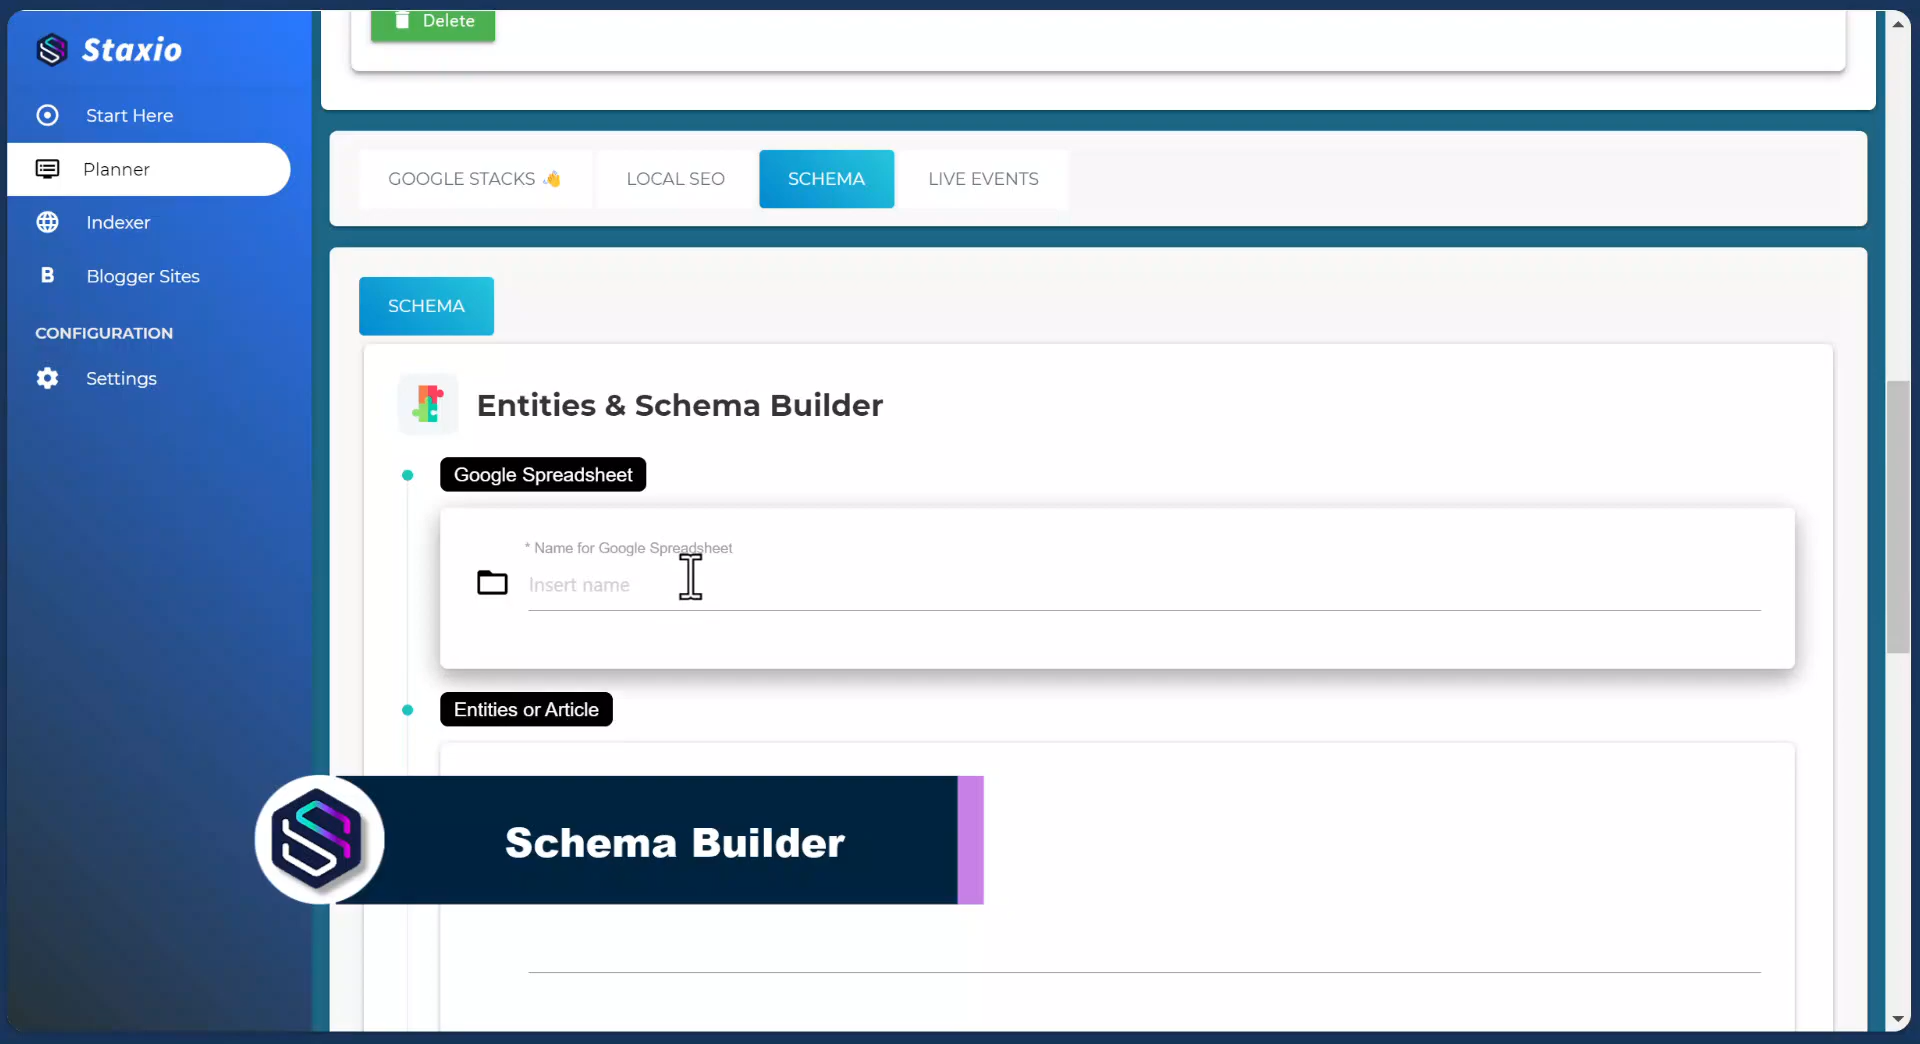 Staxio
Start Here
Planner
Indexer
B Blogger Sites
CONFIGURATION
Settings
Delete
GOOGLE STACKS 👋 LOCAL SEO SCHEMA LIVE EVENTS
SCHEMA
Entities & Schema Builder
Google Spreadsheet
* Name for Google Spreadsheet
Insert name
Entities or Article
Schema Builder